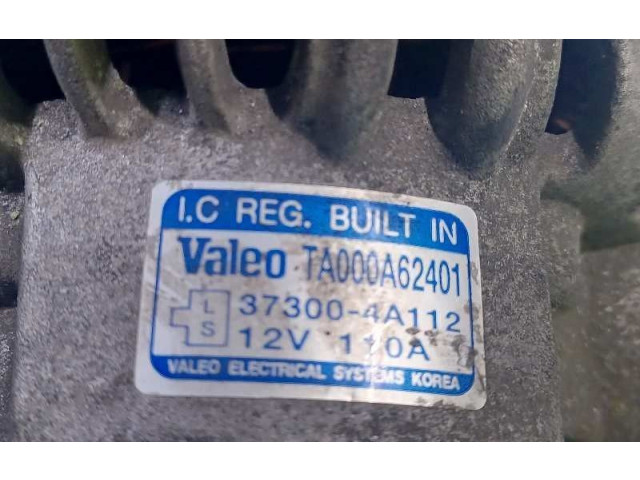 I.C REG. BUILT IN
Valeo TA000A62401
L 37300-4A112
S 12V 110A
VALEO ELECTRICAL SYSTEMS KOREA